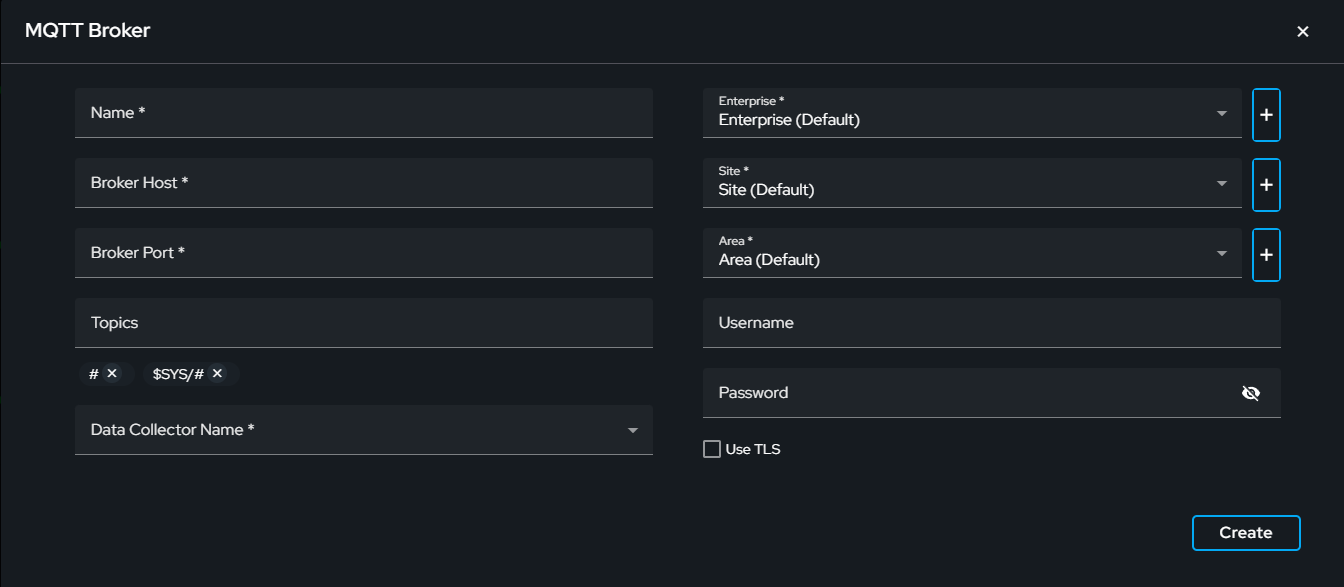 MQTT Broker
Name *
Broker Host *
Broker Port *
Topics
# $SYS/#
Data Collector Name *
Enterprise *
Enterprise (Default)
+
Site *
Site (Default)
+
Area *
Area (Default)
+
Username
Password
Use TLS
Create